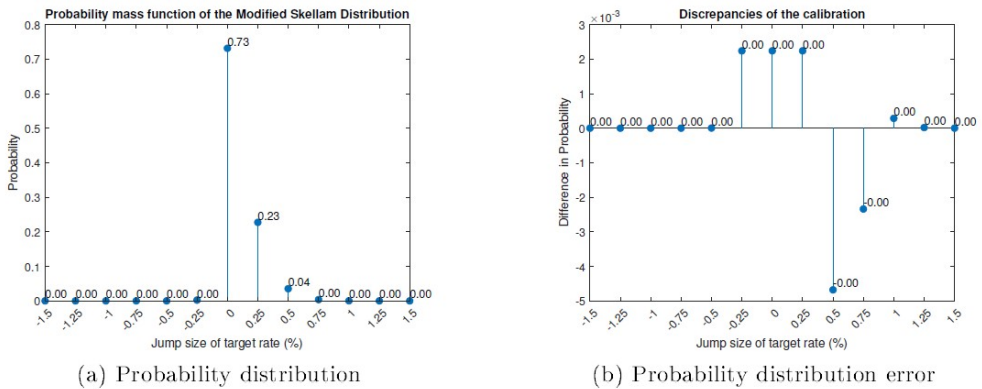 Probability mass function of the Modified Skellam Distribution
0.8
0.7
0.6
0.5
0.4
0.3
0.2
0.1
0
Probability
0.73
0.23
0.04
0.00 0.00 0.00 0.00 0.00 0.00 0.00 0.00 0.00 0.00
-1.5 -1.25 -1 -0.75 -0.5 -0.25 0 0.25 0.5 0.75 1 1.25 1.5
Jump size of target rate (%)
(a) Probability distribution
Discrepancies of the calibration
×10-3
3
2
1
0
-1
-2
-3
-4
-5
Difference in Probability
0.00 0.00 0.00
0.00
0.00 0.00 0.00 0.00 0.00 0.00 0.00
-0.00
-0.00
-1.5 -1.25 -1 -0.75 -0.5 -0.25 0 0.25 0.5 0.75 1 1.25 1.5
Jump size of target rate (%)
(b) Probability distribution error